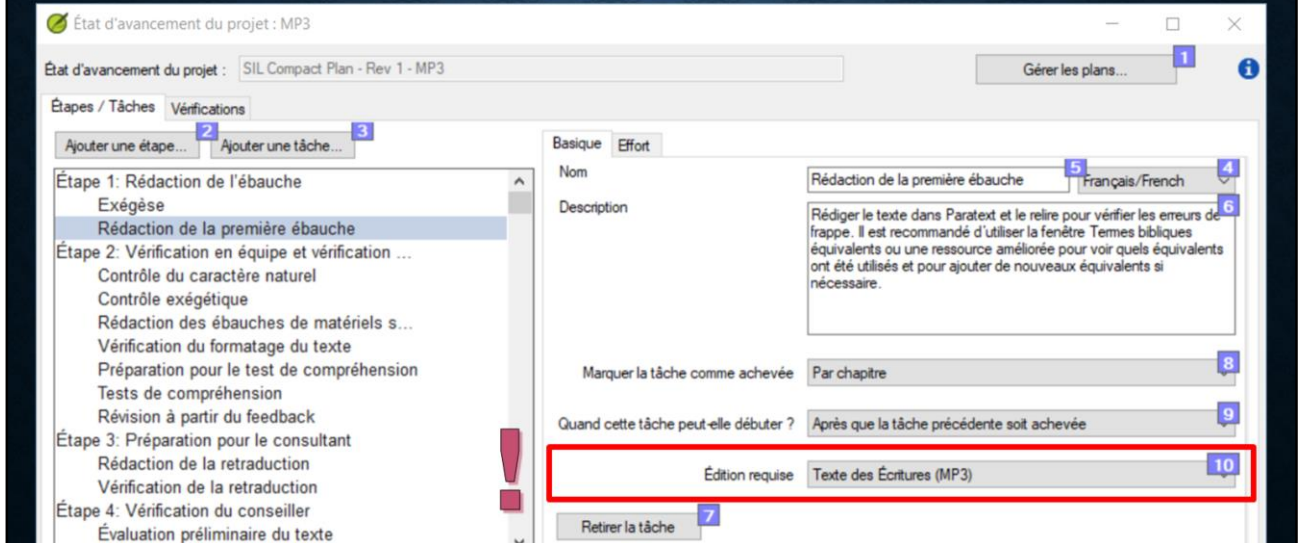 État d'avancement du projet : MP3
État d'avancement du projet : SIL Compact Plan - Rev 1 - MP3
Gérer les plans...
1
Étapes / Tâches Vérifications
Ajouter une étape... 2
Ajouter une tâche... 3
Étape 1: Rédaction de l'ébauche
Exégèse
Rédaction de la première ébauche
Étape 2: Vérification en équipe et vérification ...
Contrôle du caractère naturel
Contrôle exégétique
Rédaction des ébauches de matériels s...
Vérification du formatage du texte
Préparation pour le test de compréhension
Tests de compréhension
Révision à partir du feedback
Étape 3: Préparation pour le consultant
Rédaction de la retraduction
Vérification de la retraduction
Étape 4: Vérification du conseiller
Évaluation préliminaire du texte
Basique Effort
Nom Rédaction de la première ébauche 5 Français/French 4
Description
Rédiger le texte dans Paratext et le relire pour vérifier les erreurs de 6
frappe. Il est recommandé d'utiliser la fenêtre Termes bibliques
équivalents ou une ressource améliorée pour voir quels équivalents
ont été utilisés et pour ajouter de nouveaux équivalents si
nécessaire.
Marquer la tâche comme achevée Par chapitre 8
Quand cette tâche peut-elle débuter ? Après que la tâche précédente soit achevée 9
Édition requise Texte des Écritures (MP3) 10
Retirer la tâche 7